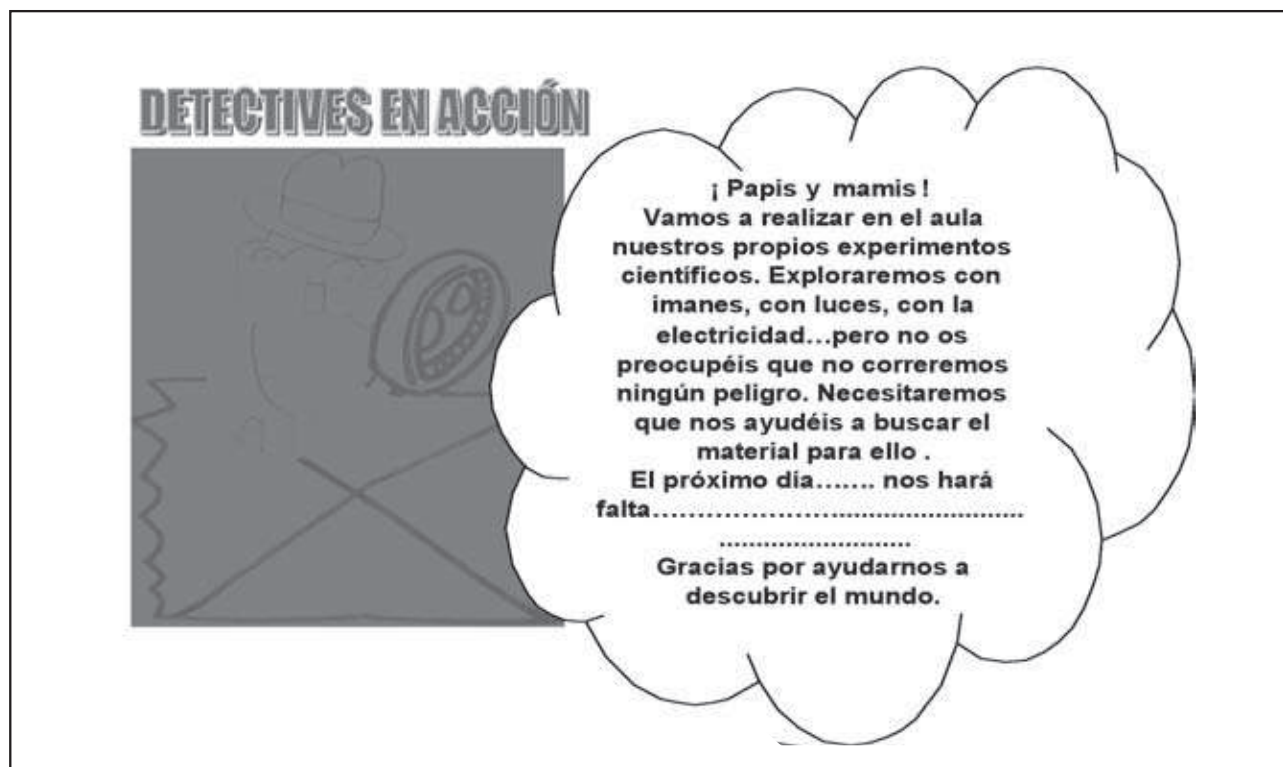 DETECTIVES EN ACCIÓN
¡ Papis y mamis !
Vamos a realizar en el aula
nuestros propios experimentos
científicos. Exploraremos con
imanes, con luces, con la
electricidad…pero no os
preocupéis que no correremos
ningún peligro. Necesitaremos
que nos ayudéis a buscar el
material para ello .
El próximo día……. nos hará
falta…………………..........................
..........................
Gracias por ayudarnos a
descubrir el mundo.